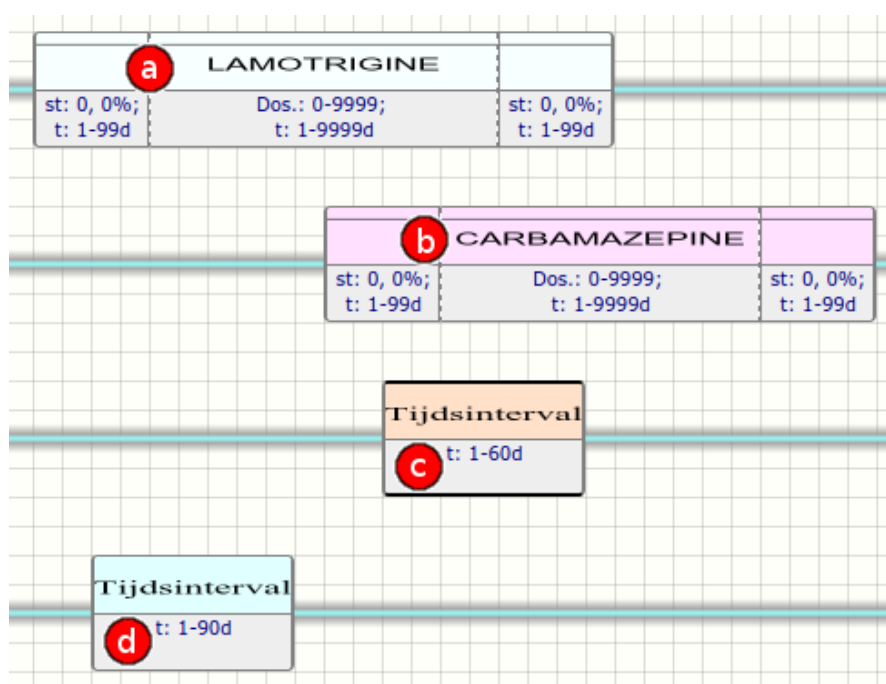 a LAMOTRIGINE
st: 0, 0%; Dos.: 0-9999; st: 0, 0%;
t: 1-99d t: 1-9999d t: 1-99d
b CARBAMAZEPINE
st: 0, 0%; Dos.: 0-9999; st: 0, 0%;
t: 1-99d t: 1-9999d t: 1-99d
Tijdsinterval
c t: 1-60d
Tijdsinterval
d t: 1-90d